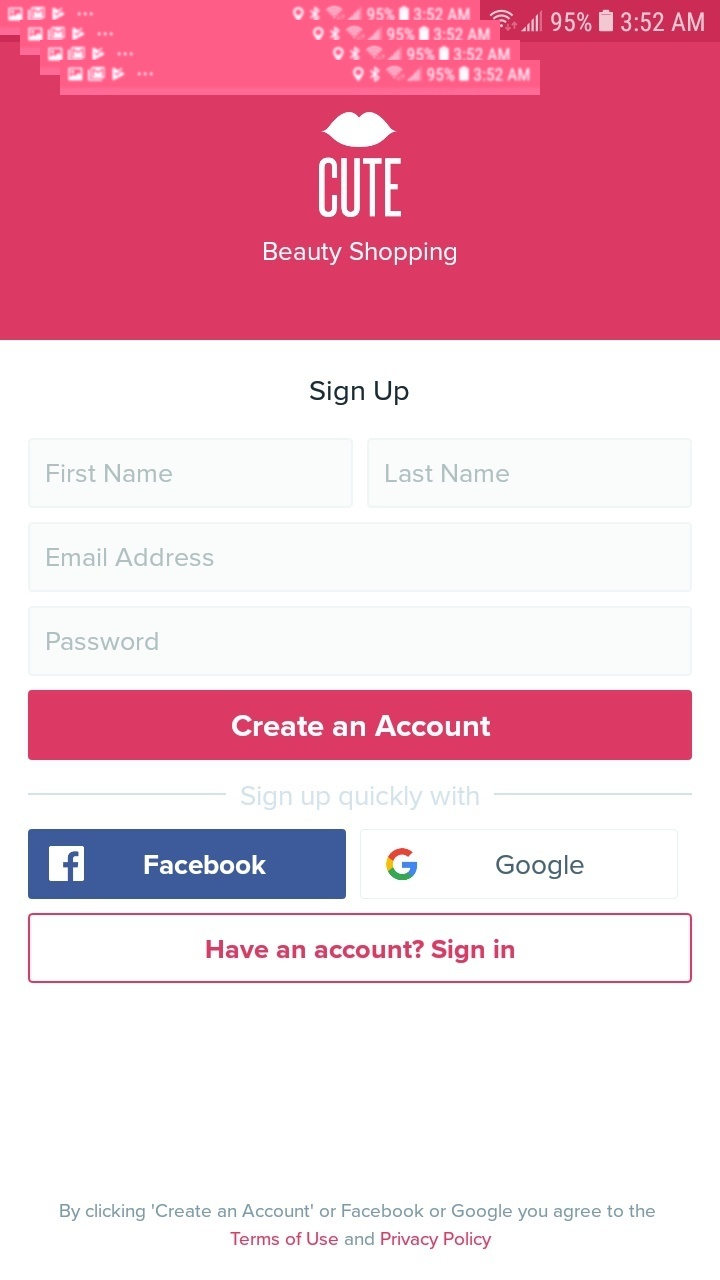 95% 3:52 AM
95% 3:52 AM
95% 3:52 AM
95% 3:52 AM
95% 3:52 AM
CUTE
Beauty Shopping
Sign Up
First Name Last Name
Email Address
Password
Create an Account
Sign up quickly with
Facebook Google
Have an account? Sign in
By clicking 'Create an Account' or Facebook or Google you agree to the
Terms of Use and Privacy Policy